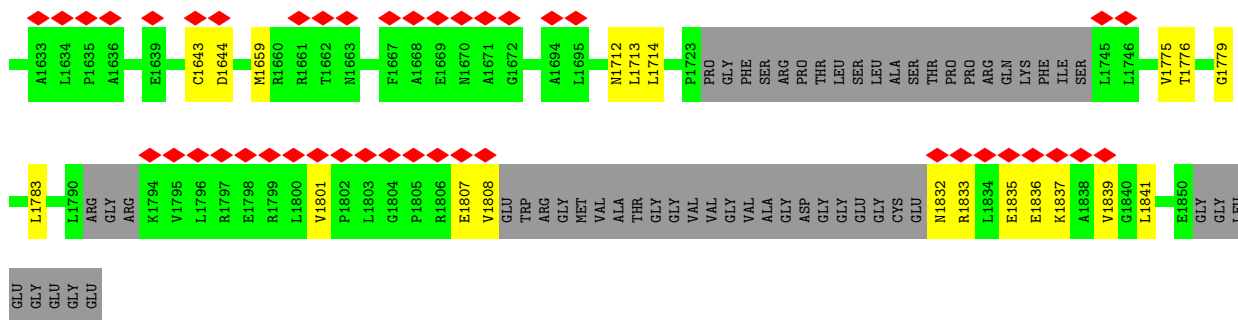 A1633 L1634 P1635 A1636 E1639 C1643 D1644 M1659 R1660 R1661 T1662 N1663 F1667 A1668 E1669 N1670 A1671 G1672 A1694 L1695 N1712 L1713 L1714 P1723 PRO GLY PHE SER ARG PRO THR LEU SER LEU ALA SER THR PRO PRO ARG GLN LYS PHE ILE SER L1745 L1746 V1775 T1776 G1779
L1783 L1790 ARG GLY ARG K1794 V1795 L1796 R1797 E1798 R1799 L1800 V1801 P1802 L1803 G1804 P1805 R1806 E1807 V1808 GLU TRP ARG GLY MET VAL ALA THR GLY GLY VAL VAL GLY VAL ALA GLY ASP GLY GLY GLU GLY CYS GLU N1832 R1833 L1834 E1835 E1836 K1837 A1838 V1839 G1840 L1841 E1850 GLY GLY LEU
GLU GLY GLU GLY GLU